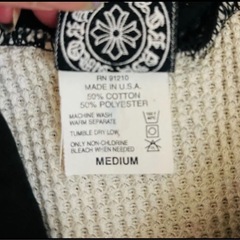 RN 91210
MADE IN U.S.A.
50% COTTON
50% POLYESTER
MACHINE WASH
WARM SEPARATE
TUMBLE DRY LOW
ONLY NON-CHLORINE
BLEACH WHEN NEEDED
MEDIUM